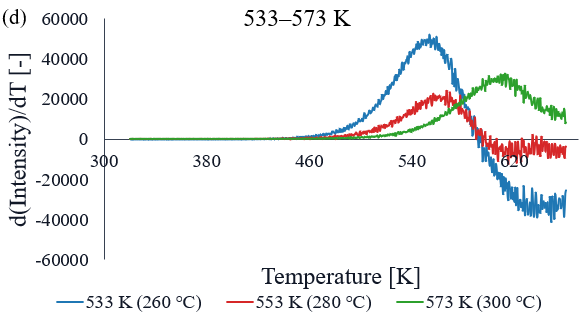 (d)
533–573 K
60000
40000
20000
0
-20000
-40000
-60000
d(Intensity)/dT [-]
300 380 460 540 620
Temperature [K]
533 K (260 °C) 553 K (280 °C) 573 K (300 °C)